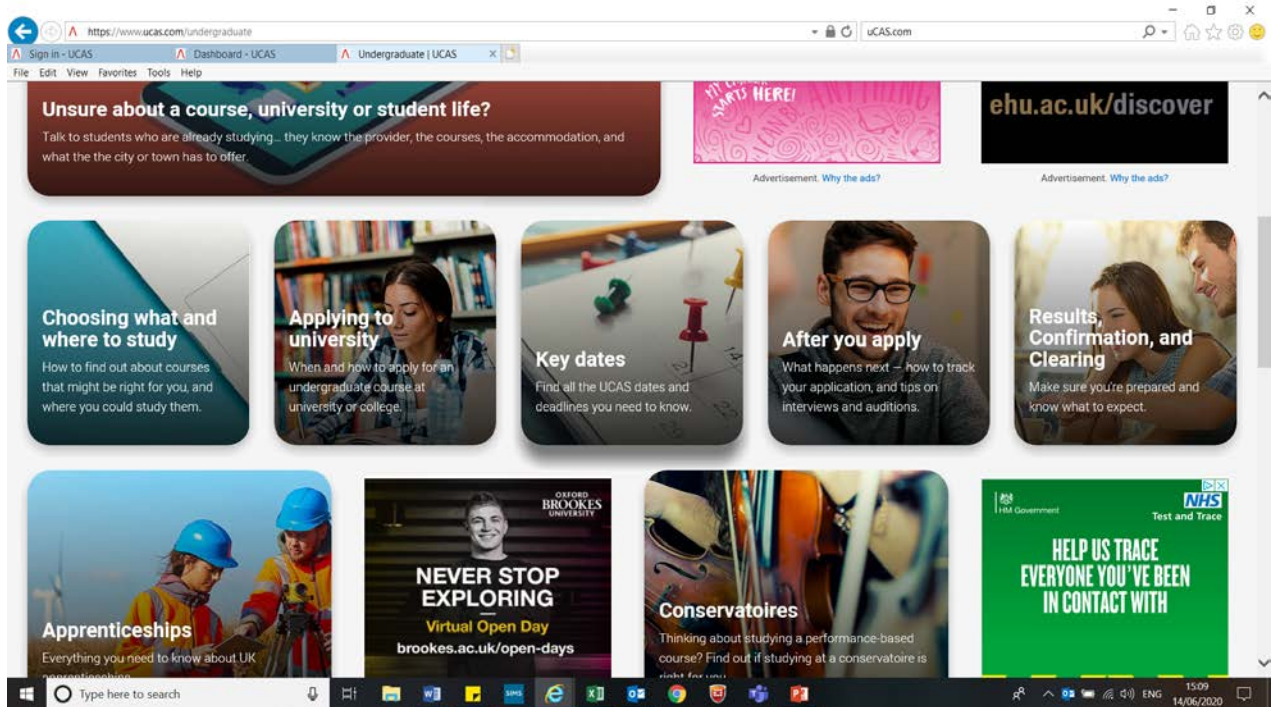 https://www.ucas.com/undergraduate
uCAS.com
Sign in - UCAS
Dashboard - UCAS
Undergraduate | UCAS
File Edit View Favorites Tools Help
Unsure about a course, university or student life?
Talk to students who are already studying... they know the provider, the courses, the accommodation, and
what the the city or town has to offer.
STARTS HERE!
Advertisement. Why the ads?
ehu.ac.uk/discover
Advertisement. Why the ads?
Choosing what and
where to study
How to find out about courses
that might be right for you, and
where you could study them.
Applying to
university
When and how to apply for an
undergraduate course at
university or college.
Key dates
Find all the UCAS dates and
deadlines you need to know.
After you apply
What happens next – how to track
your application, and tips on
interviews and auditions.
Results,
Confirmation, and
Clearing
Make sure you're prepared and
know what to expect.
Apprenticeships
Everything you need to know about UK
apprenticeships
OXFORD
BROOKES
UNIVERSITY
NEVER STOP
EXPLORING
Virtual Open Day
brookes.ac.uk/open-days
Conservatoires
Thinking about studying a performance-based
course? Find out if studying at a conservatoire is
right for you
HM Government
NHS
Test and Trace
HELP US TRACE
EVERYONE YOU'VE BEEN
IN CONTACT WITH
Type here to search
SIMS
ENG
15:09
14/06/2020